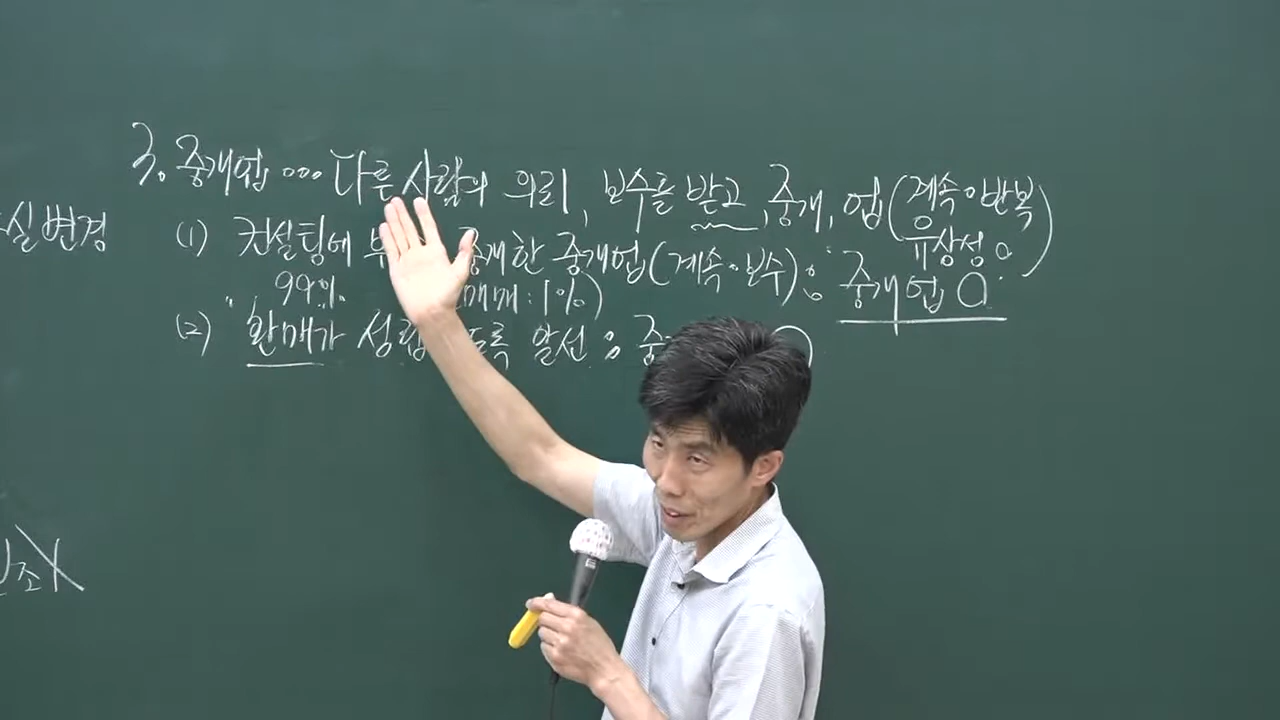 3. 중개업 ... 다른 사람의 의뢰, 보수를 받고, 중개, 업(계속·반복)
유상성 ○
실변경
(1) 컨설팅에 부 중개한 중개업(계속·보수) : 중개업 ○
99% 매매:1%)
(2) "환매가 성립 록 알선 : 중 ○
조 X